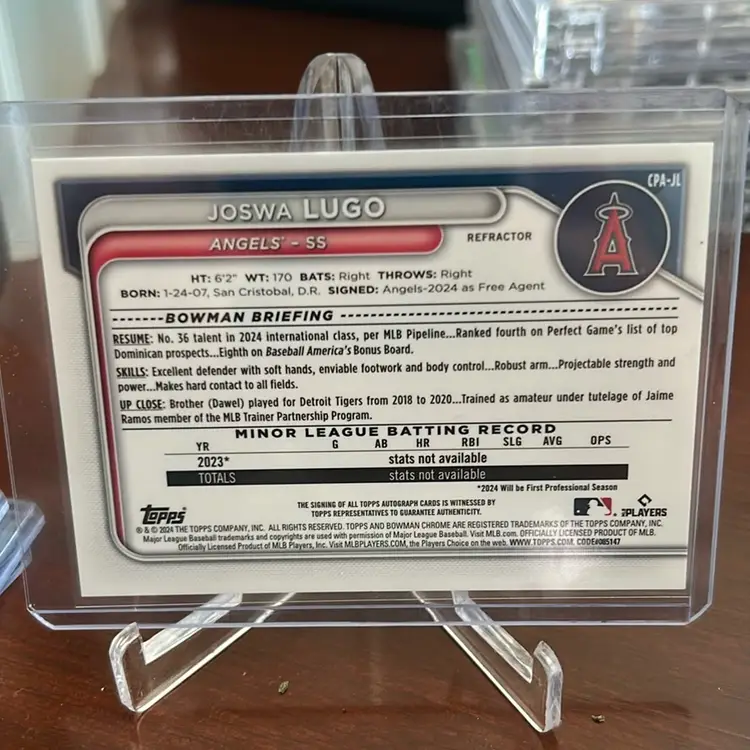 CPA-JL
JOSWA LUGO
ANGELS - SS
REFRACTOR
A
HT: 6'2" WT: 170 BATS: Right THROWS: Right
BORN: 1-24-07, San Cristobal, D.R. SIGNED: Angels-2024 as Free Agent
BOWMAN BRIEFING
RESUME: No. 36 talent in 2024 international class, per MLB Pipeline...Ranked fourth on Perfect Game's list of top
Dominican prospects...Eighth on Baseball America's Bonus Board.
SKILLS: Excellent defender with soft hands, enviable footwork and body control...Robust arm...Projectable strength and
power...Makes hard contact to all fields.
UP CLOSE: Brother (Dawel) played for Detroit Tigers from 2018 to 2020...Trained as amateur under tutelage of Jaime
Ramos member of the MLB Trainer Partnership Program.
MINOR LEAGUE BATTING RECORD
YR G AB HR RBI SLG AVG OPS
2023* stats not available
TOTALS stats not available
*2024 Will be First Professional Season
THE SIGNING OF ALL TOPPS AUTOGRAPH CARDS IS WITNESSED BY
TOPPS REPRESENTATIVES TO GUARANTEE AUTHENTICITY.
Topps
PLAYERS
® & © 2024 THE TOPPS COMPANY, INC. ALL RIGHTS RESERVED. TOPPS AND BOWMAN CHROME ARE REGISTERED TRADEMARKS OF THE TOPPS COMPANY, INC.
Major League Baseball trademarks and copyrights are used with permission of Major League Baseball. Visit MLB.com. OFFICIALLY LICENSED PRODUCT OF MLB.
Officially Licensed Product of MLB Players, Inc. Visit MLBPLAYERS.COM, the Players Choice on the web. WWW.TOPPS.COM. CODE#085147